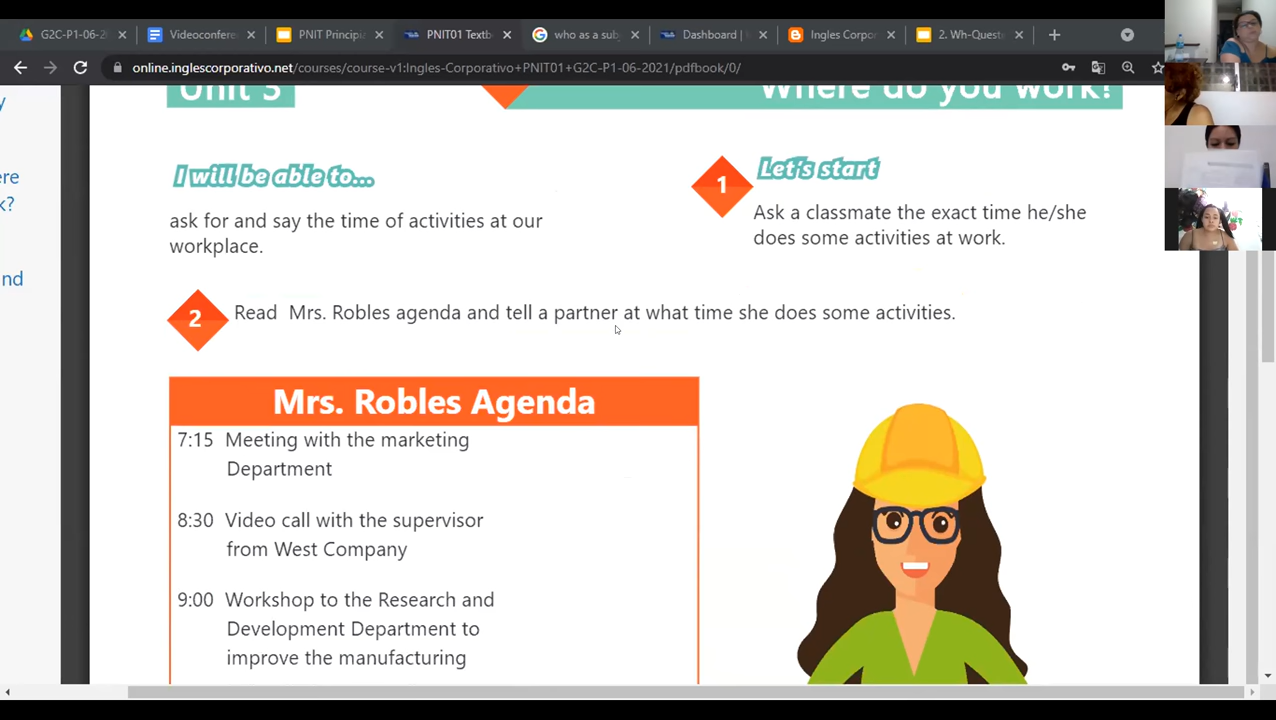 G2C-P1-06-2
Videoconfere
PNIT Principi
PNIT01 Textb
who as a sub
Dashboard |
Ingles Corpor
2. Wh-Quest
online.inglescorporativo.net/courses/course-v1:Ingles-Corporativo+PNIT01+G2C-P1-06-2021/pdfbook/0/
Unit 3
Where do you work?
y
ere
k?
nd
I will be able to...
ask for and say the time of activities at our
workplace.
1
Let's start
Ask a classmate the exact time he/she
does some activities at work.
2
Read Mrs. Robles agenda and tell a partner at what time she does some activities.
Mrs. Robles Agenda
7:15 Meeting with the marketing
Department
8:30 Video call with the supervisor
from West Company
9:00 Workshop to the Research and
Development Department to
improve the manufacturing